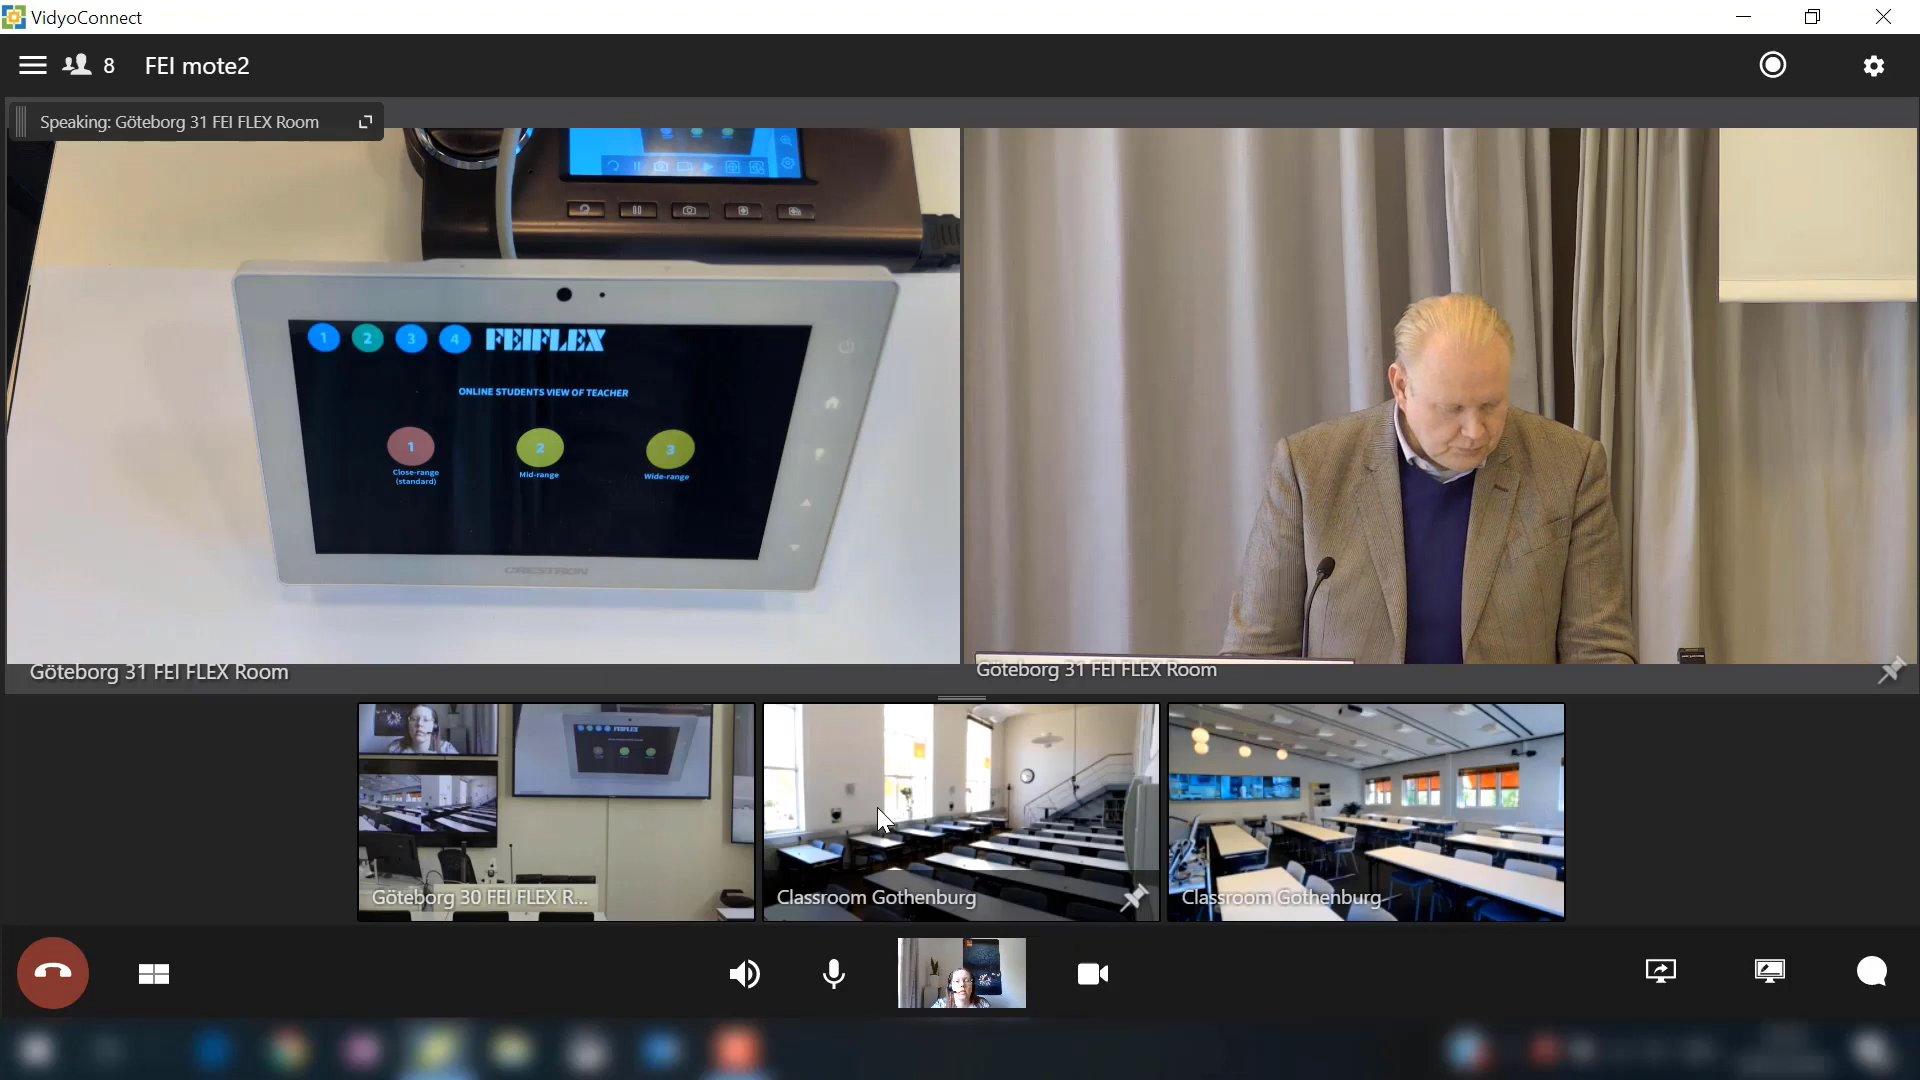 VidyoConnect
8 FEI mote2
Speaking: Göteborg 31 FEI FLEX Room
1 2 3 4 FEIFLEX
ONLINE STUDENTS VIEW OF TEACHER
1 2 3
Close-range
(standard)
Mid-range
Wide-range
CRESTRON
Göteborg 31 FEI FLEX Room
Göteborg 31 FEI FLEX Room
Göteborg 30 FEI FLEX R...
Classroom Gothenburg
Classroom Gothenburg